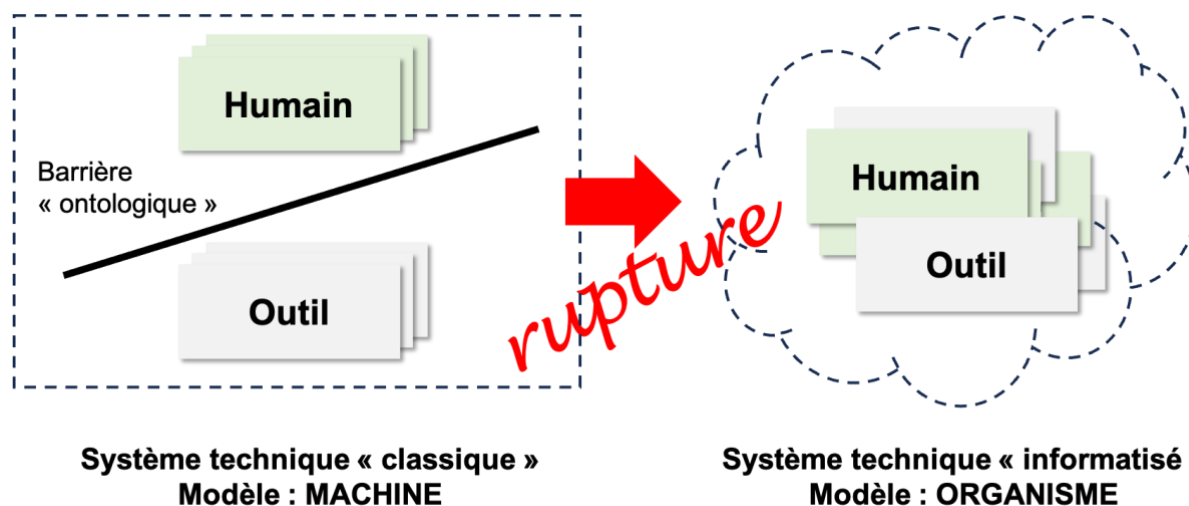 Humain
Barrière
« ontologique »
Outil
rupture
Humain
Outil
Système technique « classique »
Modèle : MACHINE
Système technique « informatisé
Modèle : ORGANISME